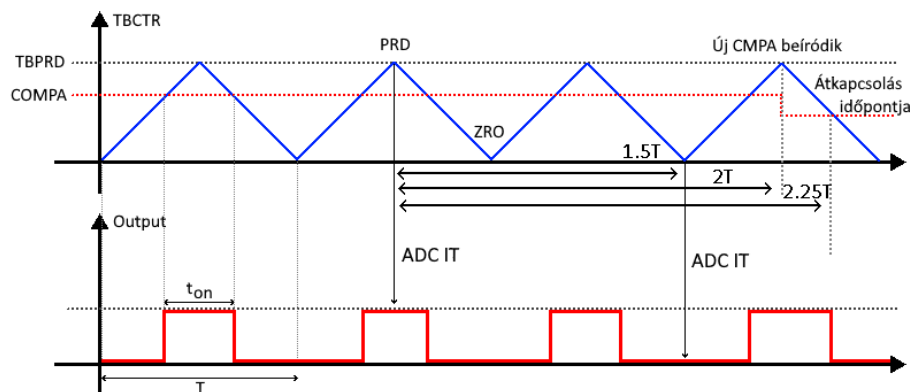 TBCTR
PRD
Új CMPA beíródik
TBPRD
COMPA
Átkapcsolás
időpontja
ZRO
1.5T
2T
2.25T
Output
ADC IT
ADC IT
ton
T